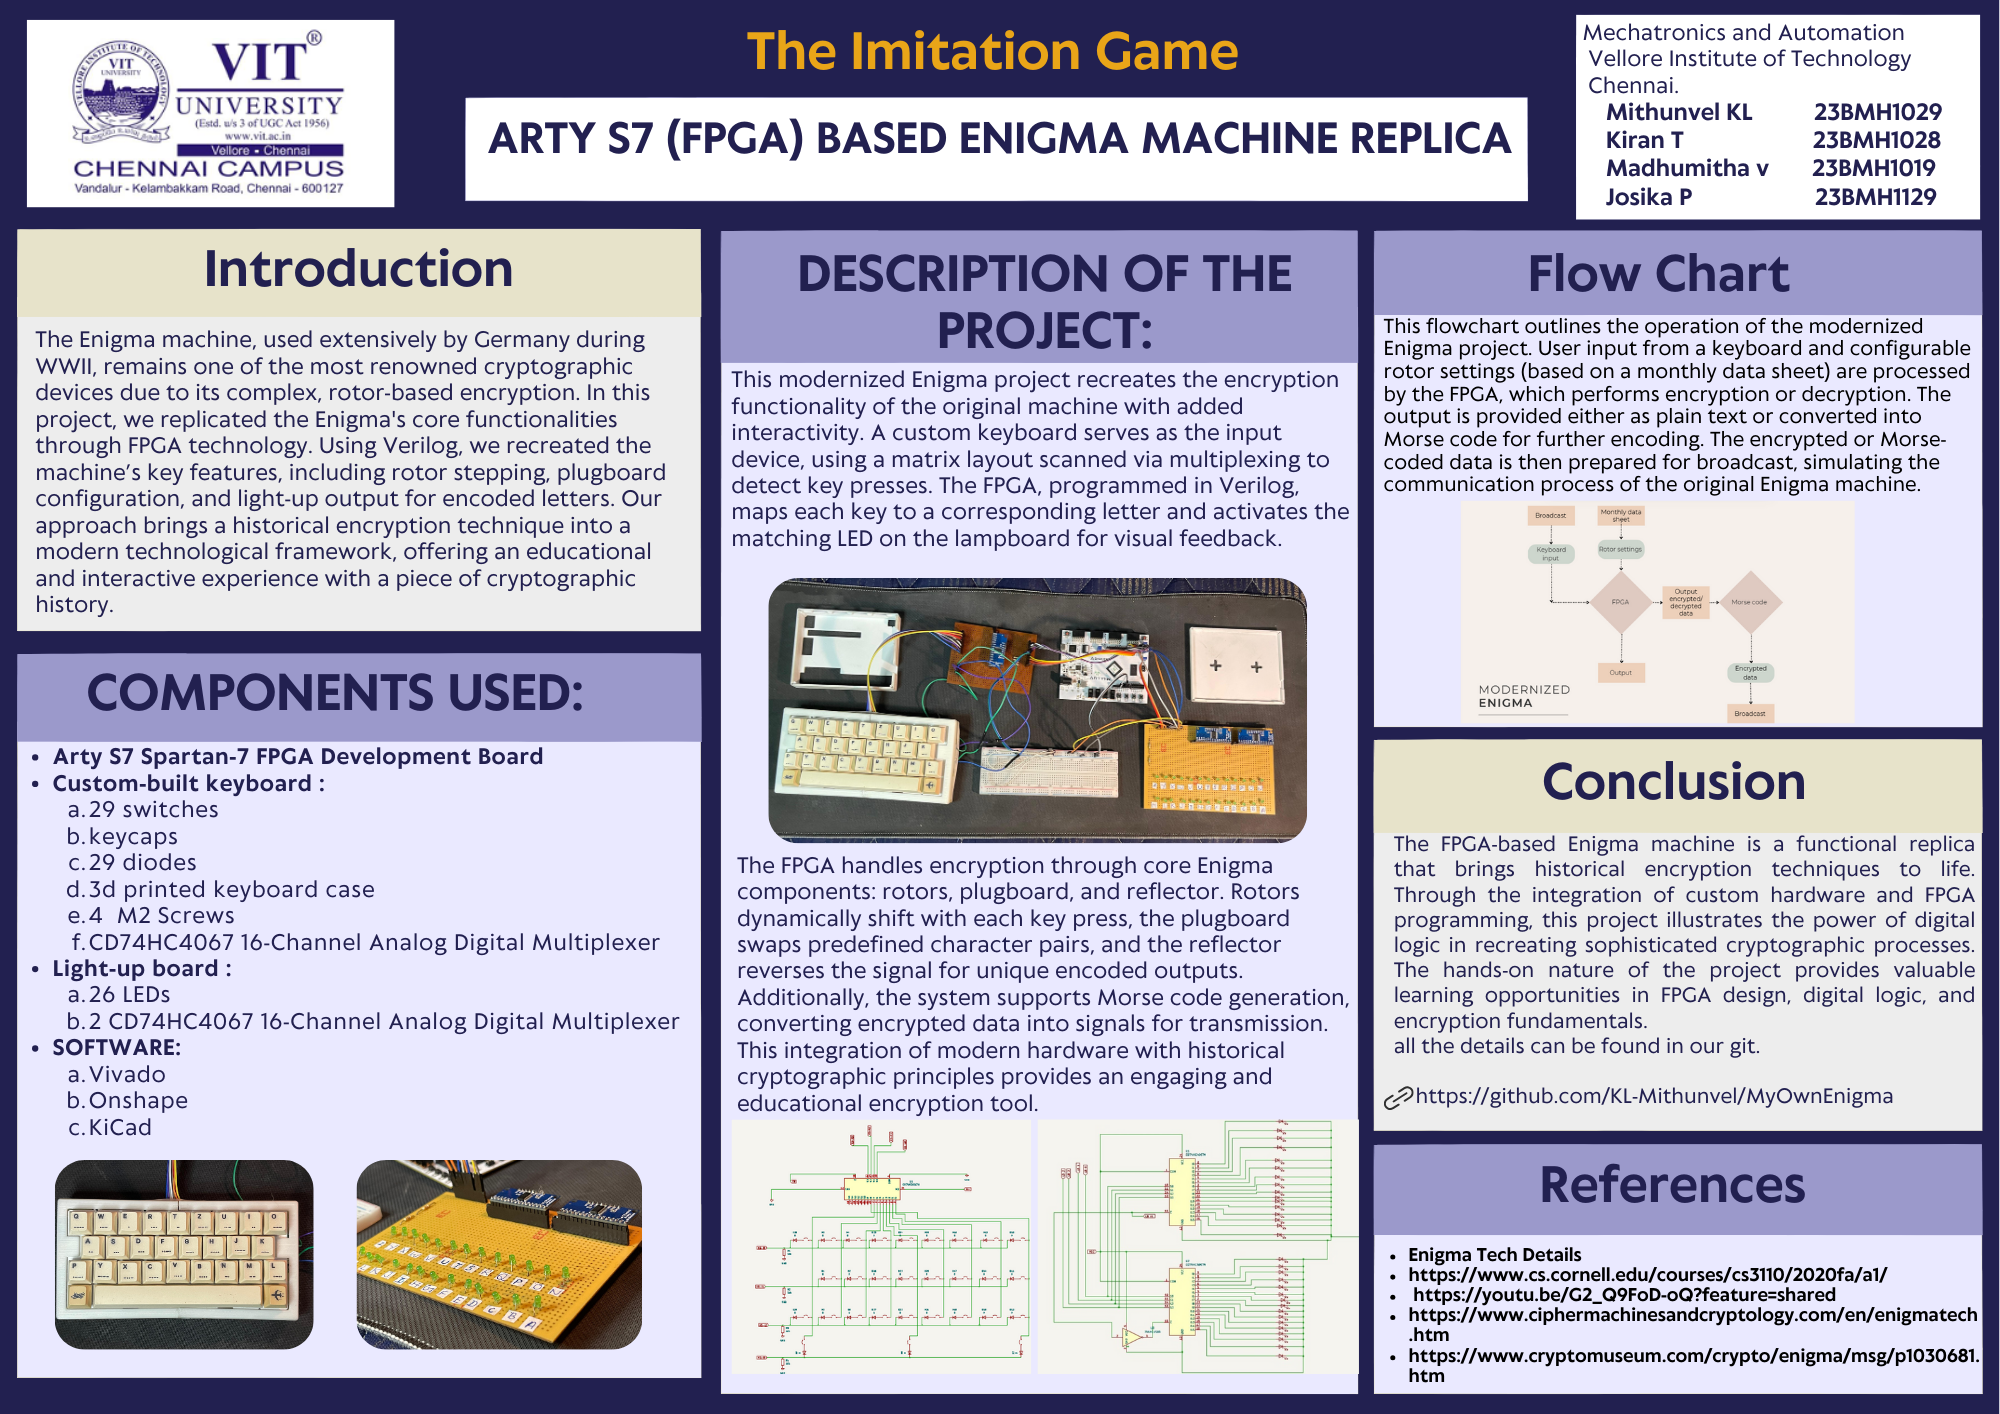 VELLORE INSTITUTE OF TECHNOLOGY
VIT
UNIVERSITY
VIT®
UNIVERSITY
(Estd. u/s 3 of UGC Act 1956)
www.vit.ac.in
Vellore • Chennai
CHENNAI CAMPUS
Vandalur - Kelambakkam Road, Chennai - 600127
The Imitation Game
ARTY S7 (FPGA) BASED ENIGMA MACHINE REPLICA
Mechatronics and Automation
Vellore Institute of Technology
Chennai.
Mithunvel KL 23BMH1029
Kiran T 23BMH1028
Madhumitha v 23BMH1019
Josika P 23BMH1129
Introduction
The Enigma machine, used extensively by Germany during
WWII, remains one of the most renowned cryptographic
devices due to its complex, rotor-based encryption. In this
project, we replicated the Enigma's core functionalities
through FPGA technology. Using Verilog, we recreated the
machine's key features, including rotor stepping, plugboard
configuration, and light-up output for encoded letters. Our
approach brings a historical encryption technique into a
modern technological framework, offering an educational
and interactive experience with a piece of cryptographic
history.
COMPONENTS USED:
• Arty S7 Spartan-7 FPGA Development Board
• Custom-built keyboard :
a. 29 switches
b. keycaps
c. 29 diodes
d. 3d printed keyboard case
e. 4 M2 Screws
f. CD74HC4067 16-Channel Analog Digital Multiplexer
• Light-up board :
a. 26 LEDs
b. 2 CD74HC4067 16-Channel Analog Digital Multiplexer
• SOFTWARE:
a. Vivado
b. Onshape
c. KiCad
Q W E R T Z U I O
A S D F G H J K
P Y X C V B N M L
DESCRIPTION OF THE
PROJECT:
This modernized Enigma project recreates the encryption
functionality of the original machine with added
interactivity. A custom keyboard serves as the input
device, using a matrix layout scanned via multiplexing to
detect key presses. The FPGA, programmed in Verilog,
maps each key to a corresponding letter and activates the
matching LED on the lampboard for visual feedback.
The FPGA handles encryption through core Enigma
components: rotors, plugboard, and reflector. Rotors
dynamically shift with each key press, the plugboard
swaps predefined character pairs, and the reflector
reverses the signal for unique encoded outputs.
Additionally, the system supports Morse code generation,
converting encrypted data into signals for transmission.
This integration of modern hardware with historical
cryptographic principles provides an engaging and
educational encryption tool.
Flow Chart
This flowchart outlines the operation of the modernized
Enigma project. User input from a keyboard and configurable
rotor settings (based on a monthly data sheet) are processed
by the FPGA, which performs encryption or decryption. The
output is provided either as plain text or converted into
Morse code for further encoding. The encrypted or Morse-
coded data is then prepared for broadcast, simulating the
communication process of the original Enigma machine.
Broadcast
Monthly data
sheet
Keyboard
input
Rotor settings
FPGA
Output
encrypted/
decrypted
data
Morse code
Output
Encrypted
data
Broadcast
MODERNIZED
ENIGMA
Conclusion
The FPGA-based Enigma machine is a functional replica
that brings historical encryption techniques to life.
Through the integration of custom hardware and FPGA
programming, this project illustrates the power of digital
logic in recreating sophisticated cryptographic processes.
The hands-on nature of the project provides valuable
learning opportunities in FPGA design, digital logic, and
encryption fundamentals.
all the details can be found in our git.
https://github.com/KL-Mithunvel/MyOwnEnigma
References
• Enigma Tech Details
• https://www.cs.cornell.edu/courses/cs3110/2020fa/a1/
• https://youtu.be/G2_Q9FoD-oQ?feature=shared
• https://www.ciphermachinesandcryptology.com/en/enigmatech
.htm
• https://www.cryptomuseum.com/crypto/enigma/msg/p1030681.
htm